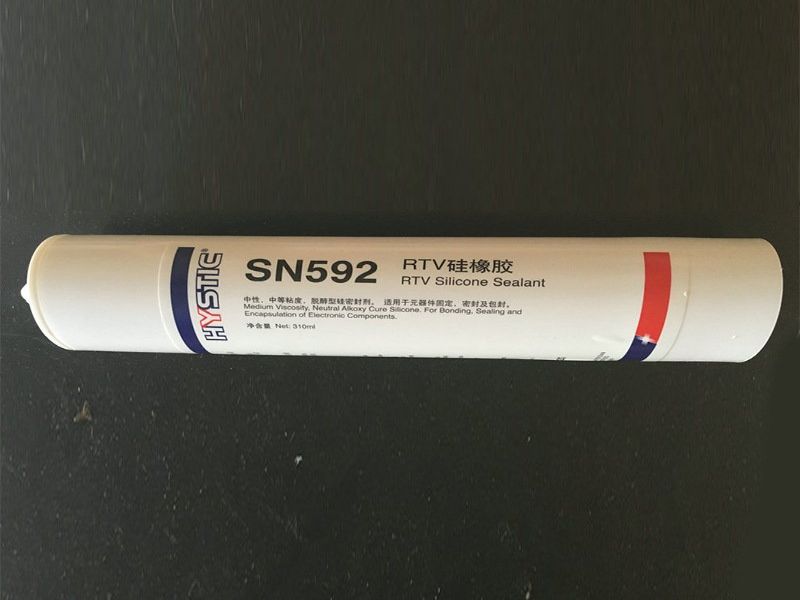 HYSTIC®
SN592
RTV硅橡胶
RTV Silicone Sealant
中性、中等粘度、脱醇型硅密封剂。 适用于元器件固定、密封及包封。
Medium Viscosity, Neutral Alkoxy Cure Silicone. For Bonding, Sealing and
Encapsulation of Electronic Components.
净含量 Net: 310ml